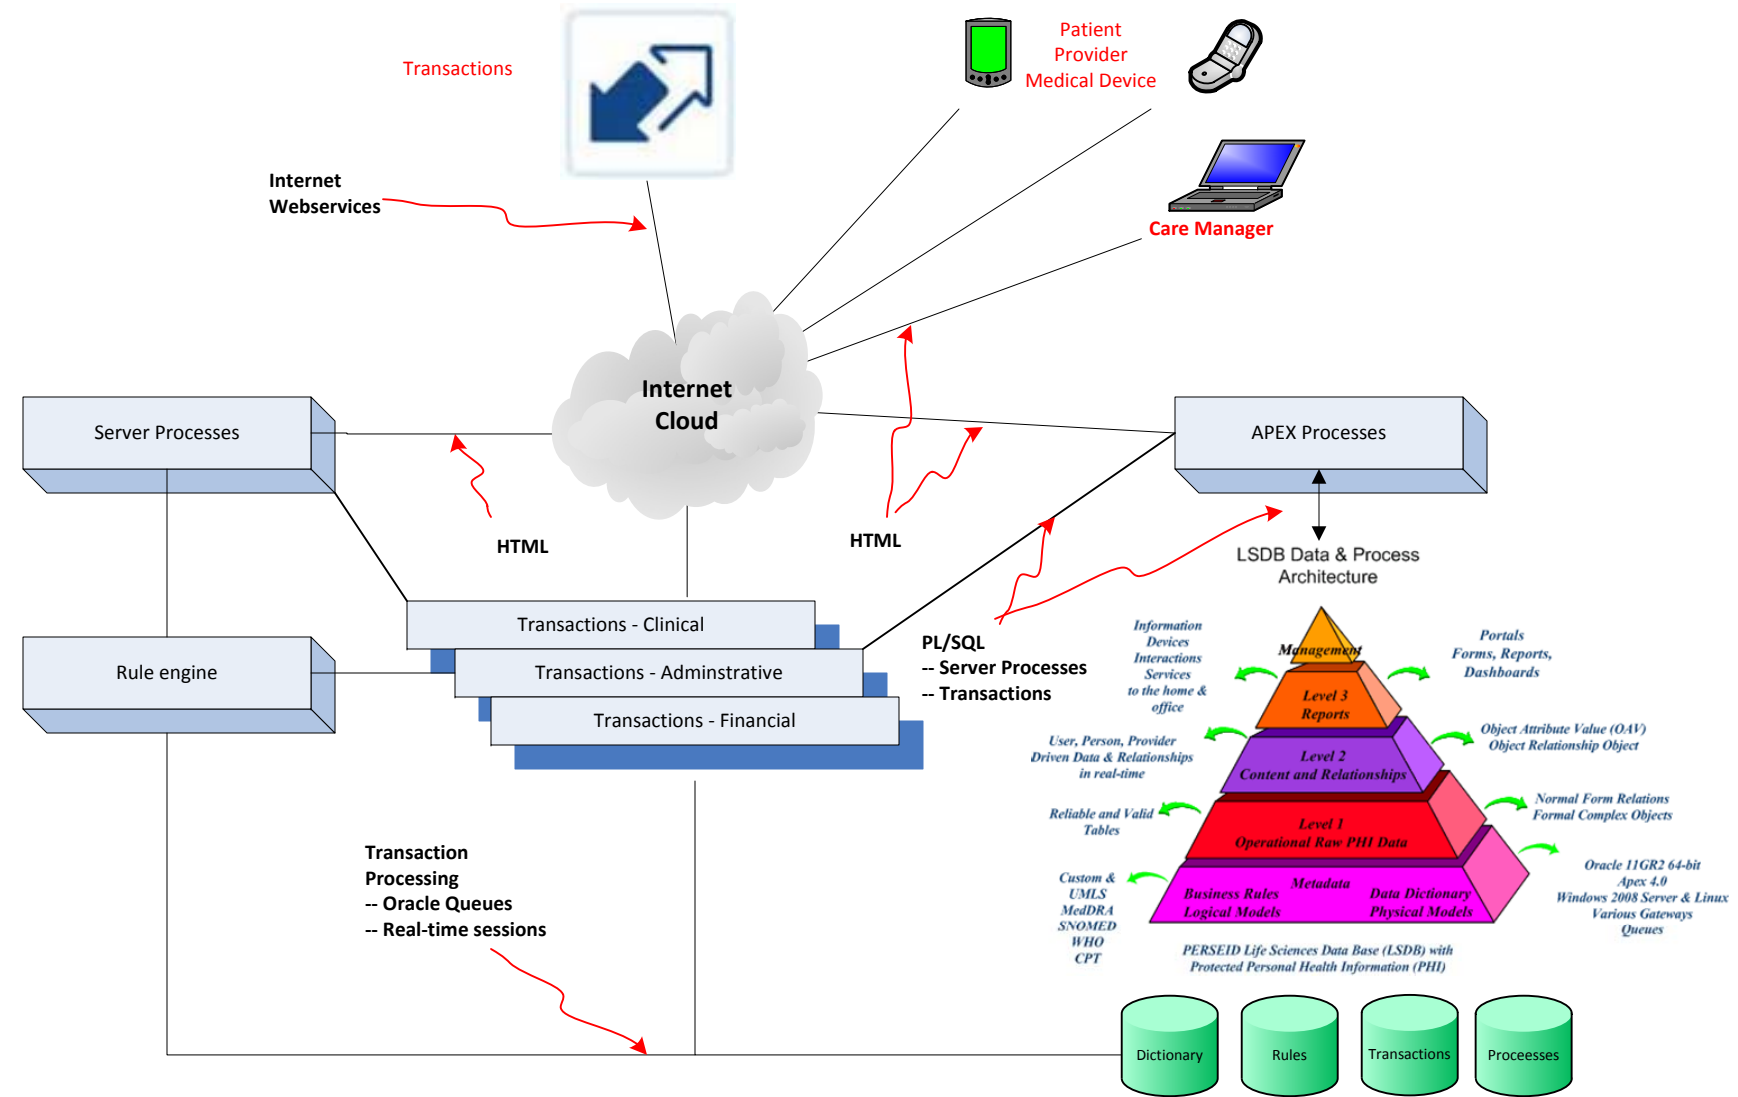 Transactions
Patient
Provider
Medical Device
Internet
Webservices
Care Manager
Internet
Cloud
Server Processes
APEX Processes
HTML
HTML
LSDB Data & Process
Architecture
Transactions - Clinical
Rule engine
Transactions - Adminstrative
Transactions - Financial
PL/SQL
-- Server Processes
-- Transactions
Information
Devices
Interactions
Services
to the home &
office
Management
Portals
Forms, Reports,
Dashboards
Level 3
Reports
User, Person, Provider
Driven Data & Relationships
in real-time
Level 2
Content and Relationships
Object Attribute Value (OAV)
Object Relationship Object
Reliable and Valid
Tables
Level 1
Operational Raw PHI Data
Normal Form Relations
Formal Complex Objects
Custom &
UMLS
MedDRA
SNOMED
WHO
CPT
Metadata
Business Rules
Logical Models
Data Dictionary
Physical Models
Oracle 11GR2 64-bit
Apex 4.0
Windows 2008 Server & Linux
Various Gateways
Queues
PERSEID Life Sciences Data Base (LSDB) with
Protected Personal Health Information (PHI)
Transaction
Processing
-- Oracle Queues
-- Real-time sessions
Dictionary
Rules
Transactions
Proceesses